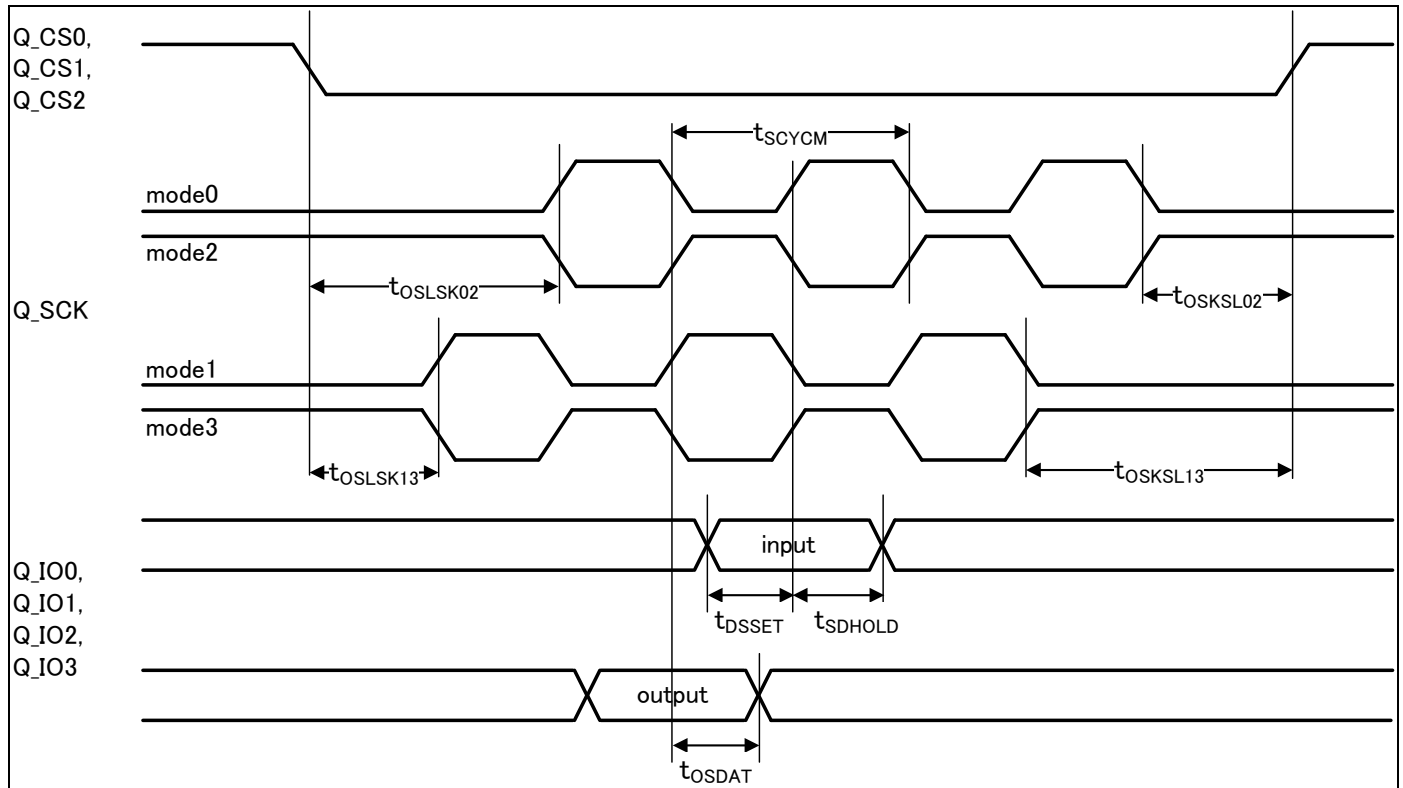 Q_CS0,
Q_CS1,
Q_CS2
tSCYCM
mode0
mode2
tOSLSK02
tOSKSL02
Q_SCK
mode1
mode3
tOSLSK13
tOSKSL13
input
Q_IO0,
Q_IO1,
Q_IO2,
Q_IO3
tDSSET
tSDHOLD
output
tOSDAT